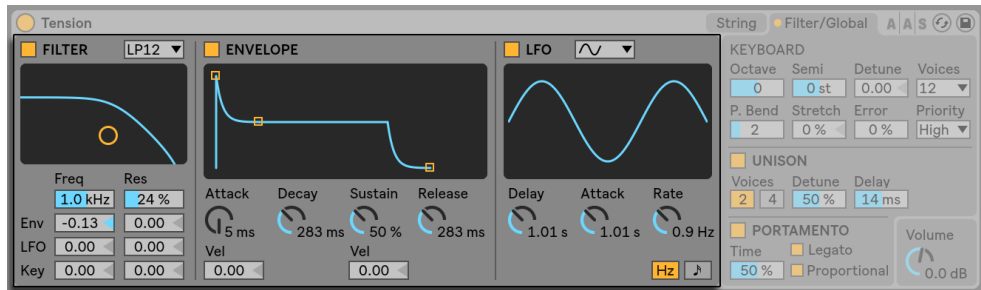 Tension
String
Filter/Global
A A S
FILTER
LP12
Freq Res
1.0 kHz 24 %
Env -0.13 0.00
LFO 0.00 0.00
Key 0.00 0.00
ENVELOPE
Attack Decay Sustain Release
5 ms 283 ms 50 % 283 ms
Vel Vel
0.00 0.00
LFO
Delay Attack Rate
1.01 s 1.01 s 0.9 Hz
Hz
KEYBOARD
Octave Semi Detune Voices
0 0 st 0.00 12
P. Bend Stretch Error Priority
2 0 % 0 % High
UNISON
Voices Detune Delay
2 4 50 % 14 ms
PORTAMENTO
Time Legato
50 % Proportional
Volume
0.0 dB